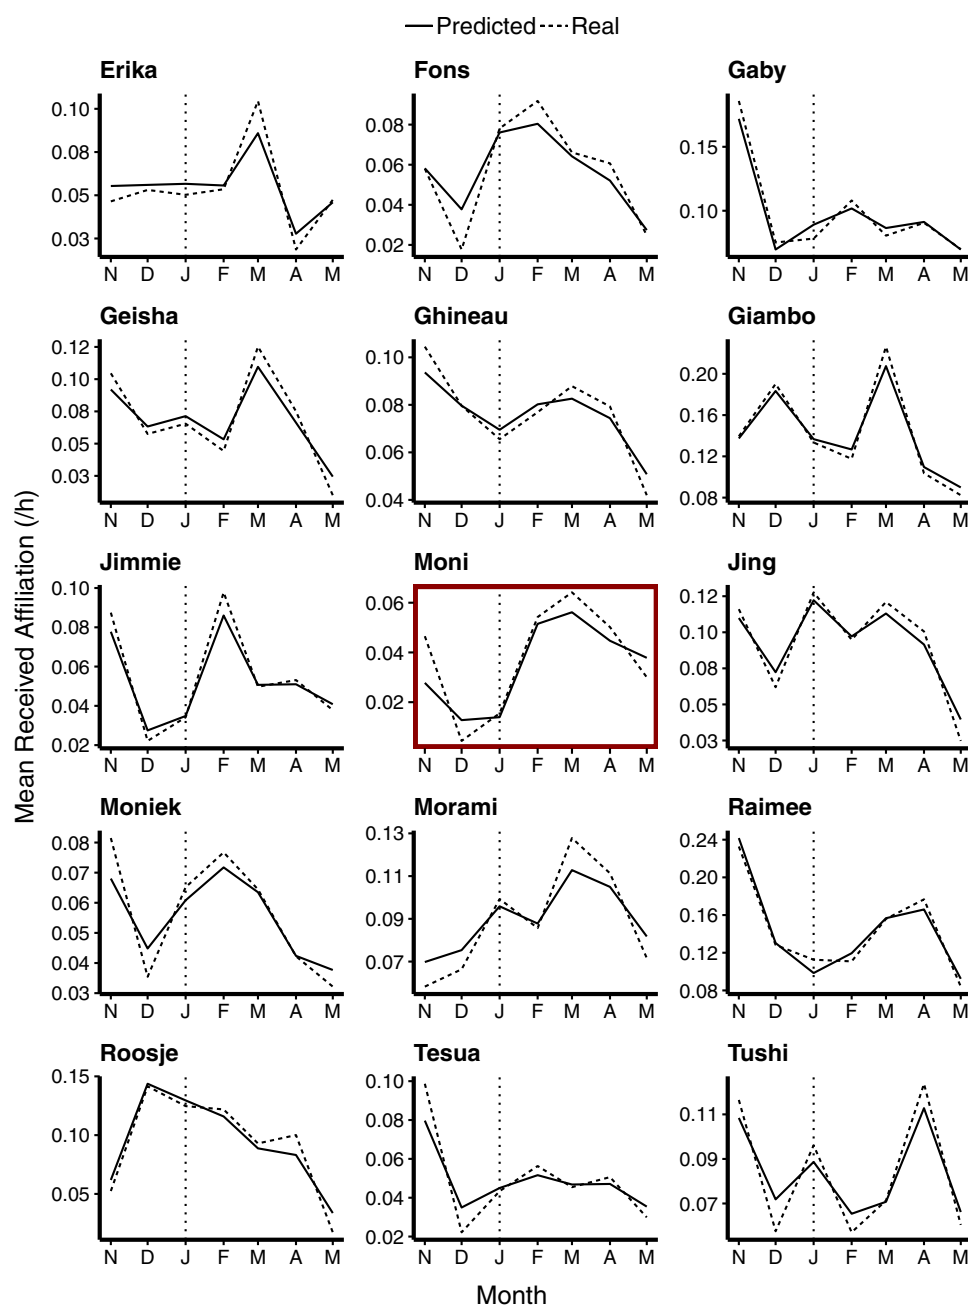 Predicted Real
Erika Fons Gaby
0.10 0.08 0.05 0.03
0.08 0.06 0.04 0.02
0.15 0.10
N D J F M A M N D J F M A M N D J F M A M
Geisha Ghineau Giambo
0.12 0.10 0.08 0.05 0.03
0.10 0.08 0.06 0.04
0.20 0.16 0.12 0.08
N D J F M A M N D J F M A M N D J F M A M
Mean Received Affiliation (/h)
Jimmie Moni Jing
0.10 0.08 0.06 0.04 0.02
0.06 0.04 0.02
0.12 0.10 0.08 0.05 0.03
N D J F M A M N D J F M A M N D J F M A M
Moniek Morami Raimee
0.08 0.07 0.06 0.05 0.04 0.03
0.13 0.11 0.09 0.07
0.24 0.20 0.16 0.12 0.08
N D J F M A M N D J F M A M N D J F M A M
Roosje Tesua Tushi
0.15 0.10 0.05
0.10 0.08 0.06 0.04 0.02
0.11 0.09 0.07
N D J F M A M N D J F M A M N D J F M A M
Month